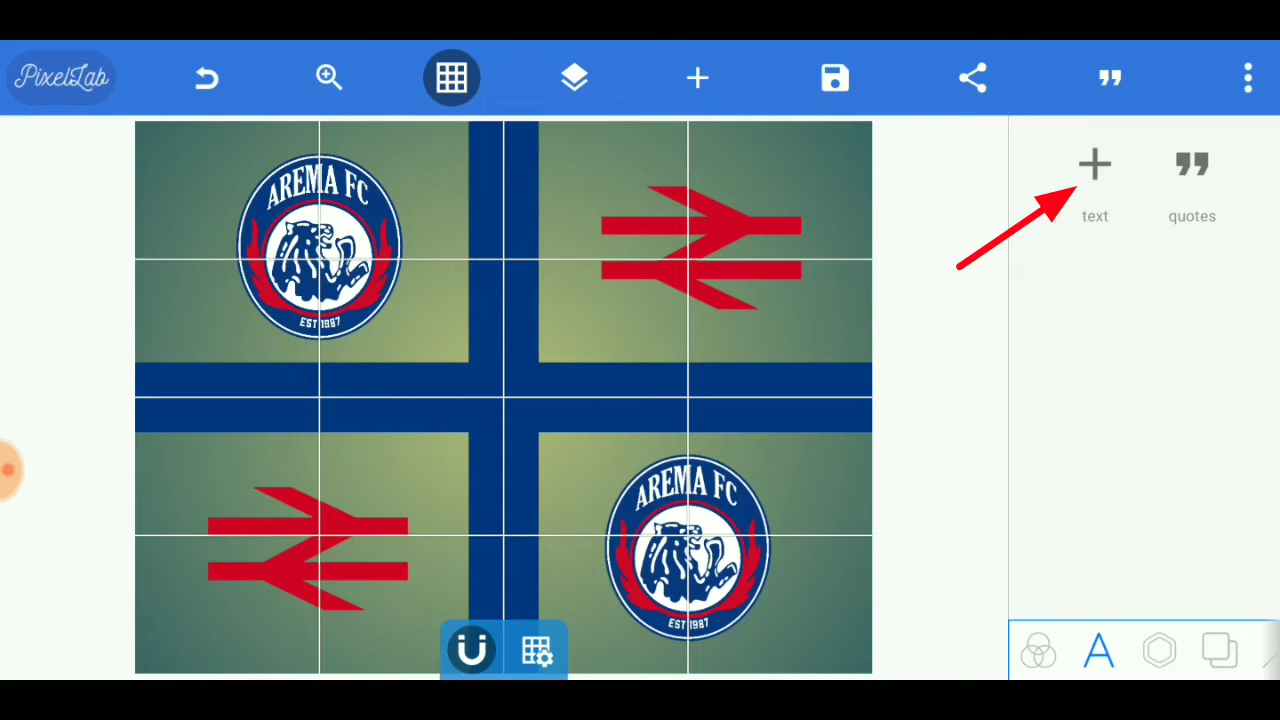 PixelLab
text
quotes
AREMA FC
EST 1987
AREMA FC
EST 1987